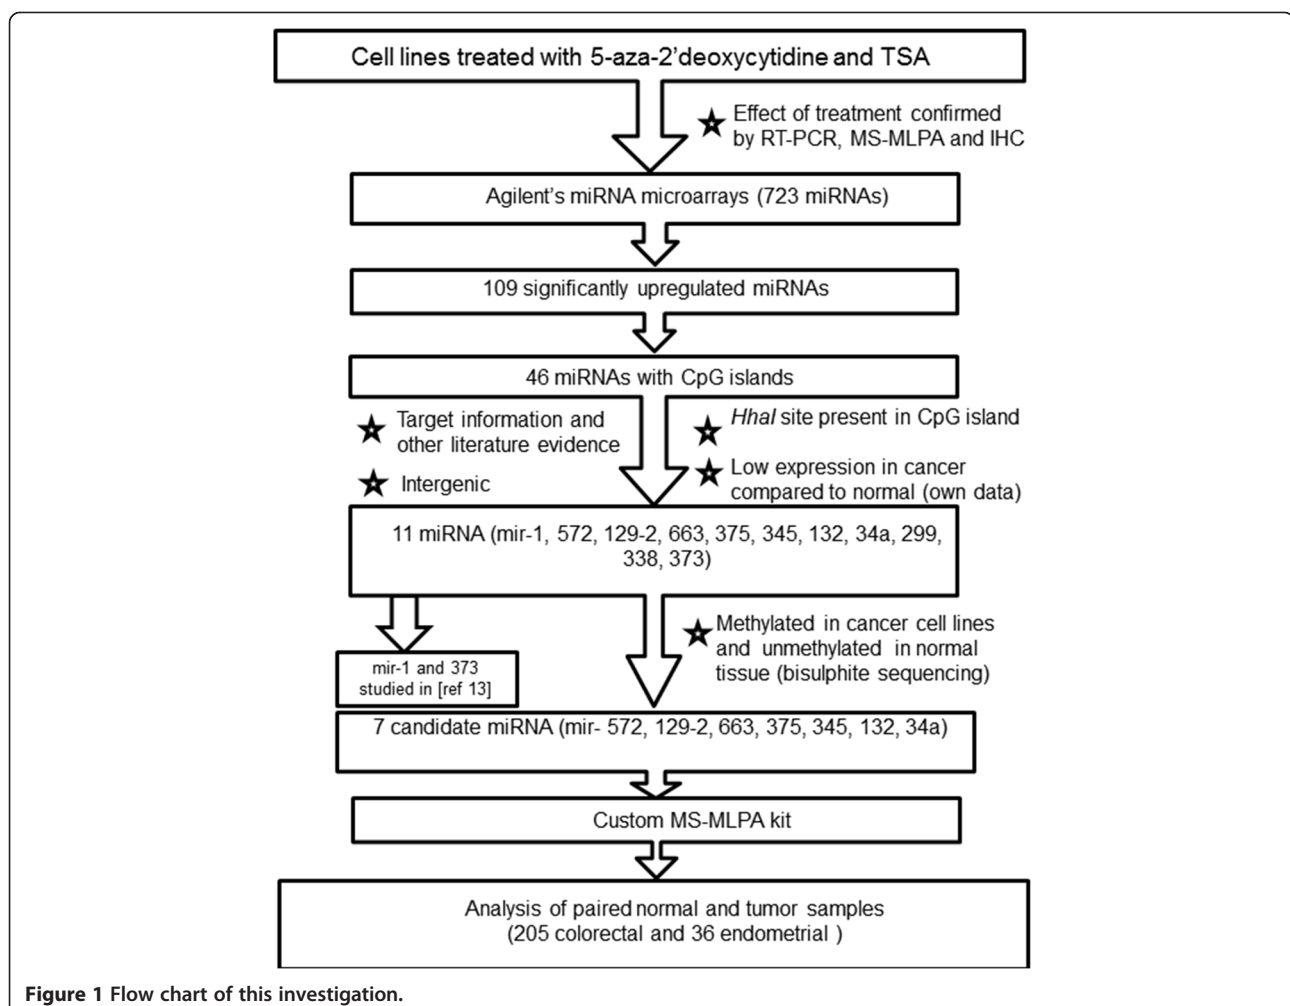 Cell lines treated with 5-aza-2'deoxycytidine and TSA
Effect of treatment confirmed
by RT-PCR, MS-MLPA and IHC
Agilent's miRNA microarrays (723 miRNAs)
109 significantly upregulated miRNAs
46 miRNAs with CpG islands
Target information and
other literature evidence
Intergenic
HhaI site present in CpG island
Low expression in cancer
compared to normal (own data)
11 miRNA (mir-1, 572, 129-2, 663, 375, 345, 132, 34a, 299,
338, 373)
mir-1 and 373
studied in [ref 13]
Methylated in cancer cell lines
and unmethylated in normal
tissue (bisulphite sequencing)
7 candidate miRNA (mir- 572, 129-2, 663, 375, 345, 132, 34a)
Custom MS-MLPA kit
Analysis of paired normal and tumor samples
(205 colorectal and 36 endometrial )
Figure 1 Flow chart of this investigation.